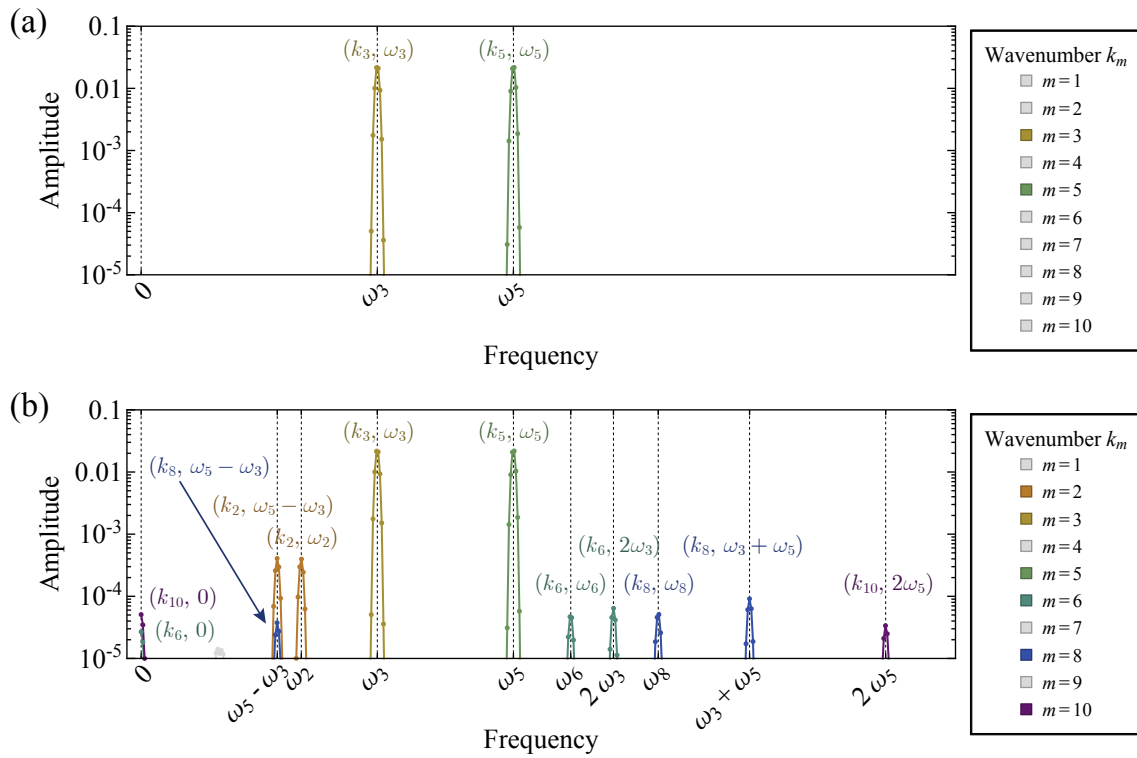 (a)
0.1
0.01
10⁻³
10⁻⁴
10⁻⁵
Amplitude
(k₃, ω₃)
(k₅, ω₅)
0
ω₃
ω₅
Frequency
Wavenumber kₘ
m = 1
m = 2
m = 3
m = 4
m = 5
m = 6
m = 7
m = 8
m = 9
m = 10
(b)
0.1
0.01
10⁻³
10⁻⁴
10⁻⁵
Amplitude
(k₃, ω₃)
(k₅, ω₅)
(k₈, ω₅ − ω₃)
(k₂, ω₅ − ω₃)
(k₂, ω₂)
(k₆, 2ω₃)
(k₈, ω₃ + ω₅)
(k₆, ω₆)
(k₈, ω₈)
(k₁₀, 2ω₅)
(k₁₀, 0)
(k₆, 0)
0
ω₅ - ω₃
ω₂
ω₃
ω₅
ω₆
2 ω₃
ω₈
ω₃ + ω₅
2 ω₅
Frequency
Wavenumber kₘ
m = 1
m = 2
m = 3
m = 4
m = 5
m = 6
m = 7
m = 8
m = 9
m = 10